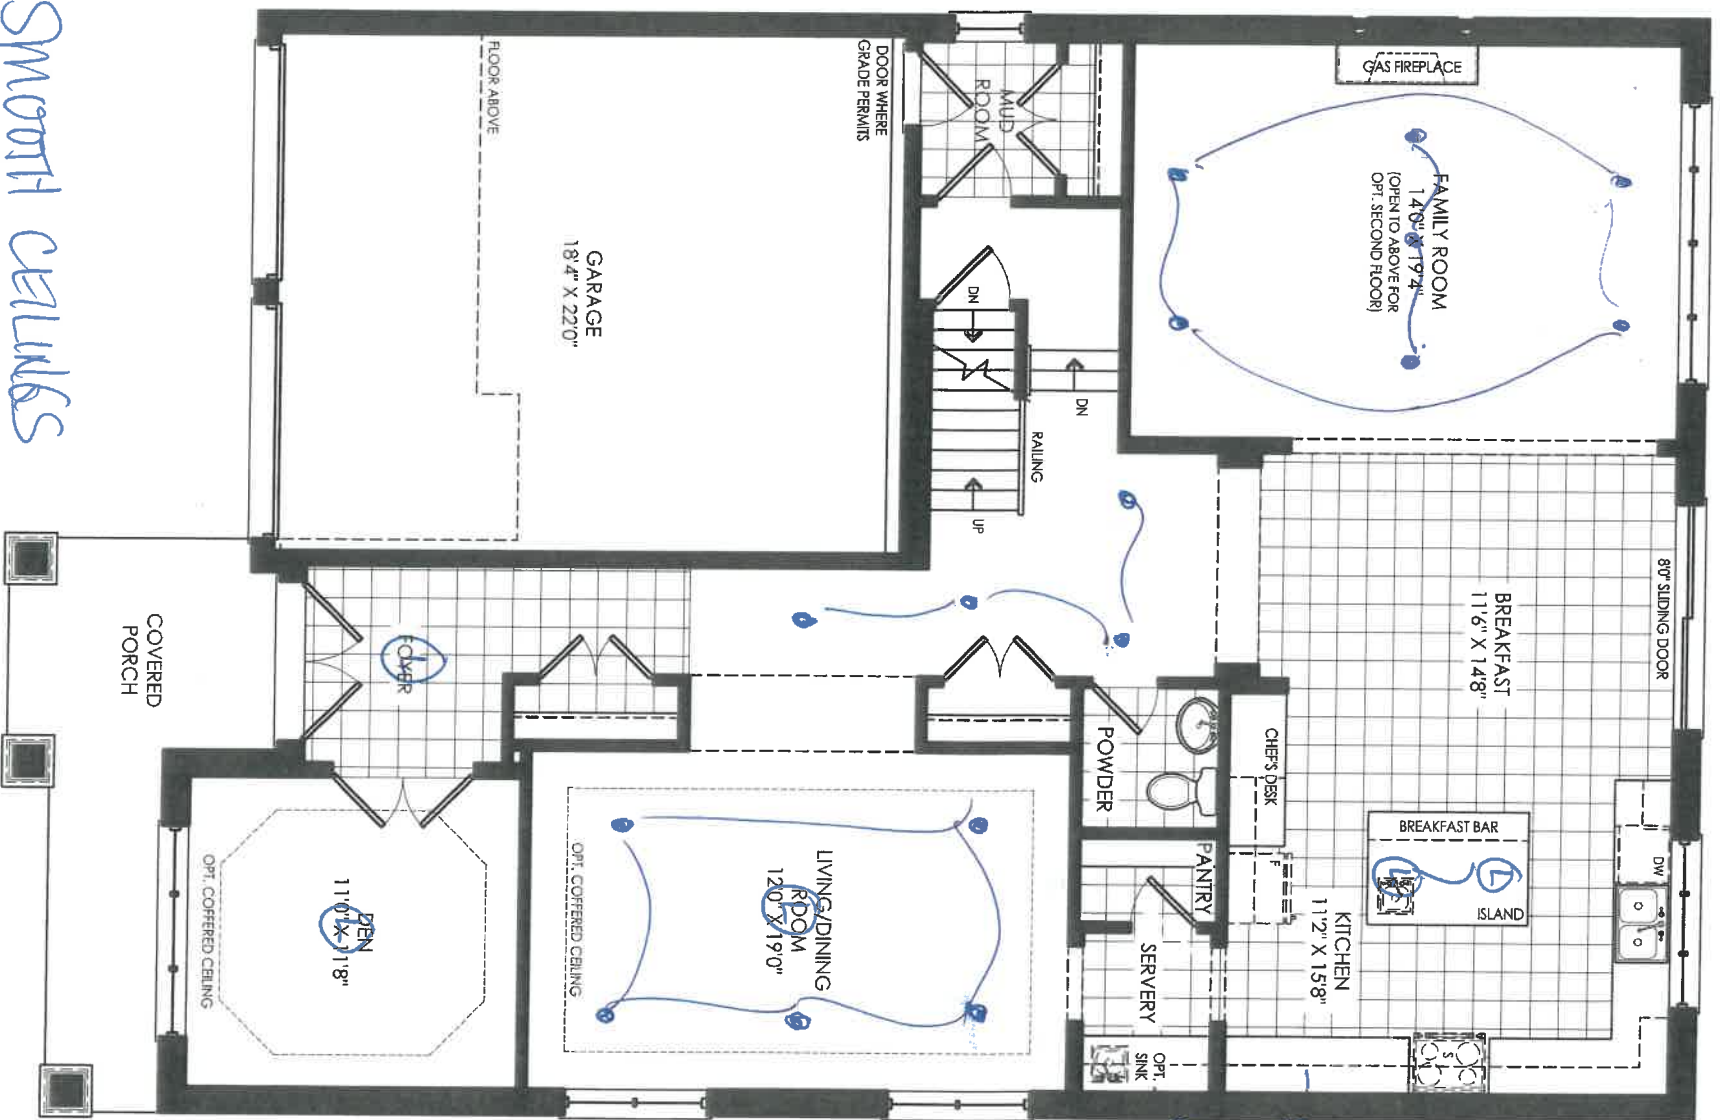 SMOOTH CEILINGS
GAS FIREPLACE
FAMILY ROOM
14'0" X 19'4"
(OPEN TO ABOVE FOR
OPT. SECOND FLOOR)
MUD
ROOM
DOOR WHERE
GRADE PERMITS
FLOOR ABOVE
GARAGE
18'4" X 22'0"
DN
DN
RAILING
UP
8'0" SLIDING DOOR
BREAKFAST
11'6" X 14'8"
COVERED
PORCH
FOYER
L
POWDER
CHEF'S DESK
BREAKFAST BAR
ISLAND
L
L
DW
F
PANTRY
KITCHEN
11'2" X 15'8"
SERVERY
OPT.
SINK
S
LIVING/DINING
ROOM
12'0" X 19'0"
L
OPT. COFFERED CEILING
DEN
11'0" X 11'8"
L
OPT. COFFERED CEILING